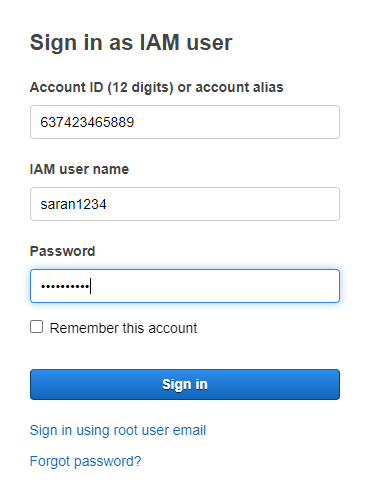 Sign in as IAM user
Account ID (12 digits) or account alias
637423465889
IAM user name
saran1234
Password
••••••••••
Remember this account
Sign in
Sign in using root user email
Forgot password?